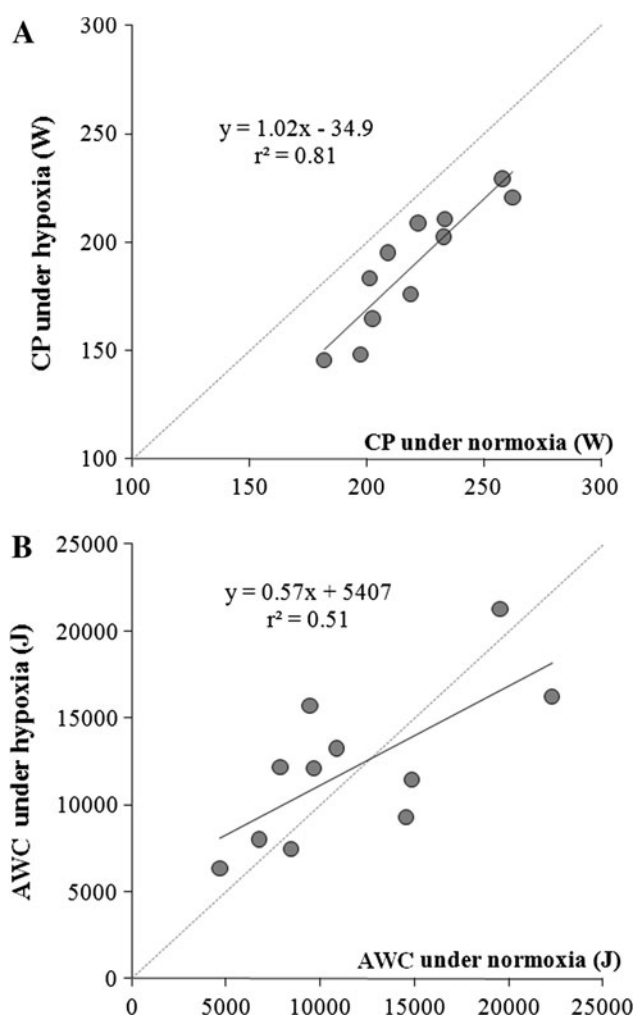 A
300
250
200
150
100
CP under hypoxia (W)
y = 1.02x - 34.9
r² = 0.81
CP under normoxia (W)
100 150 200 250 300
B
25000
20000
15000
10000
5000
0
AWC under hypoxia (J)
y = 0.57x + 5407
r² = 0.51
AWC under normoxia (J)
0 5000 10000 15000 20000 25000